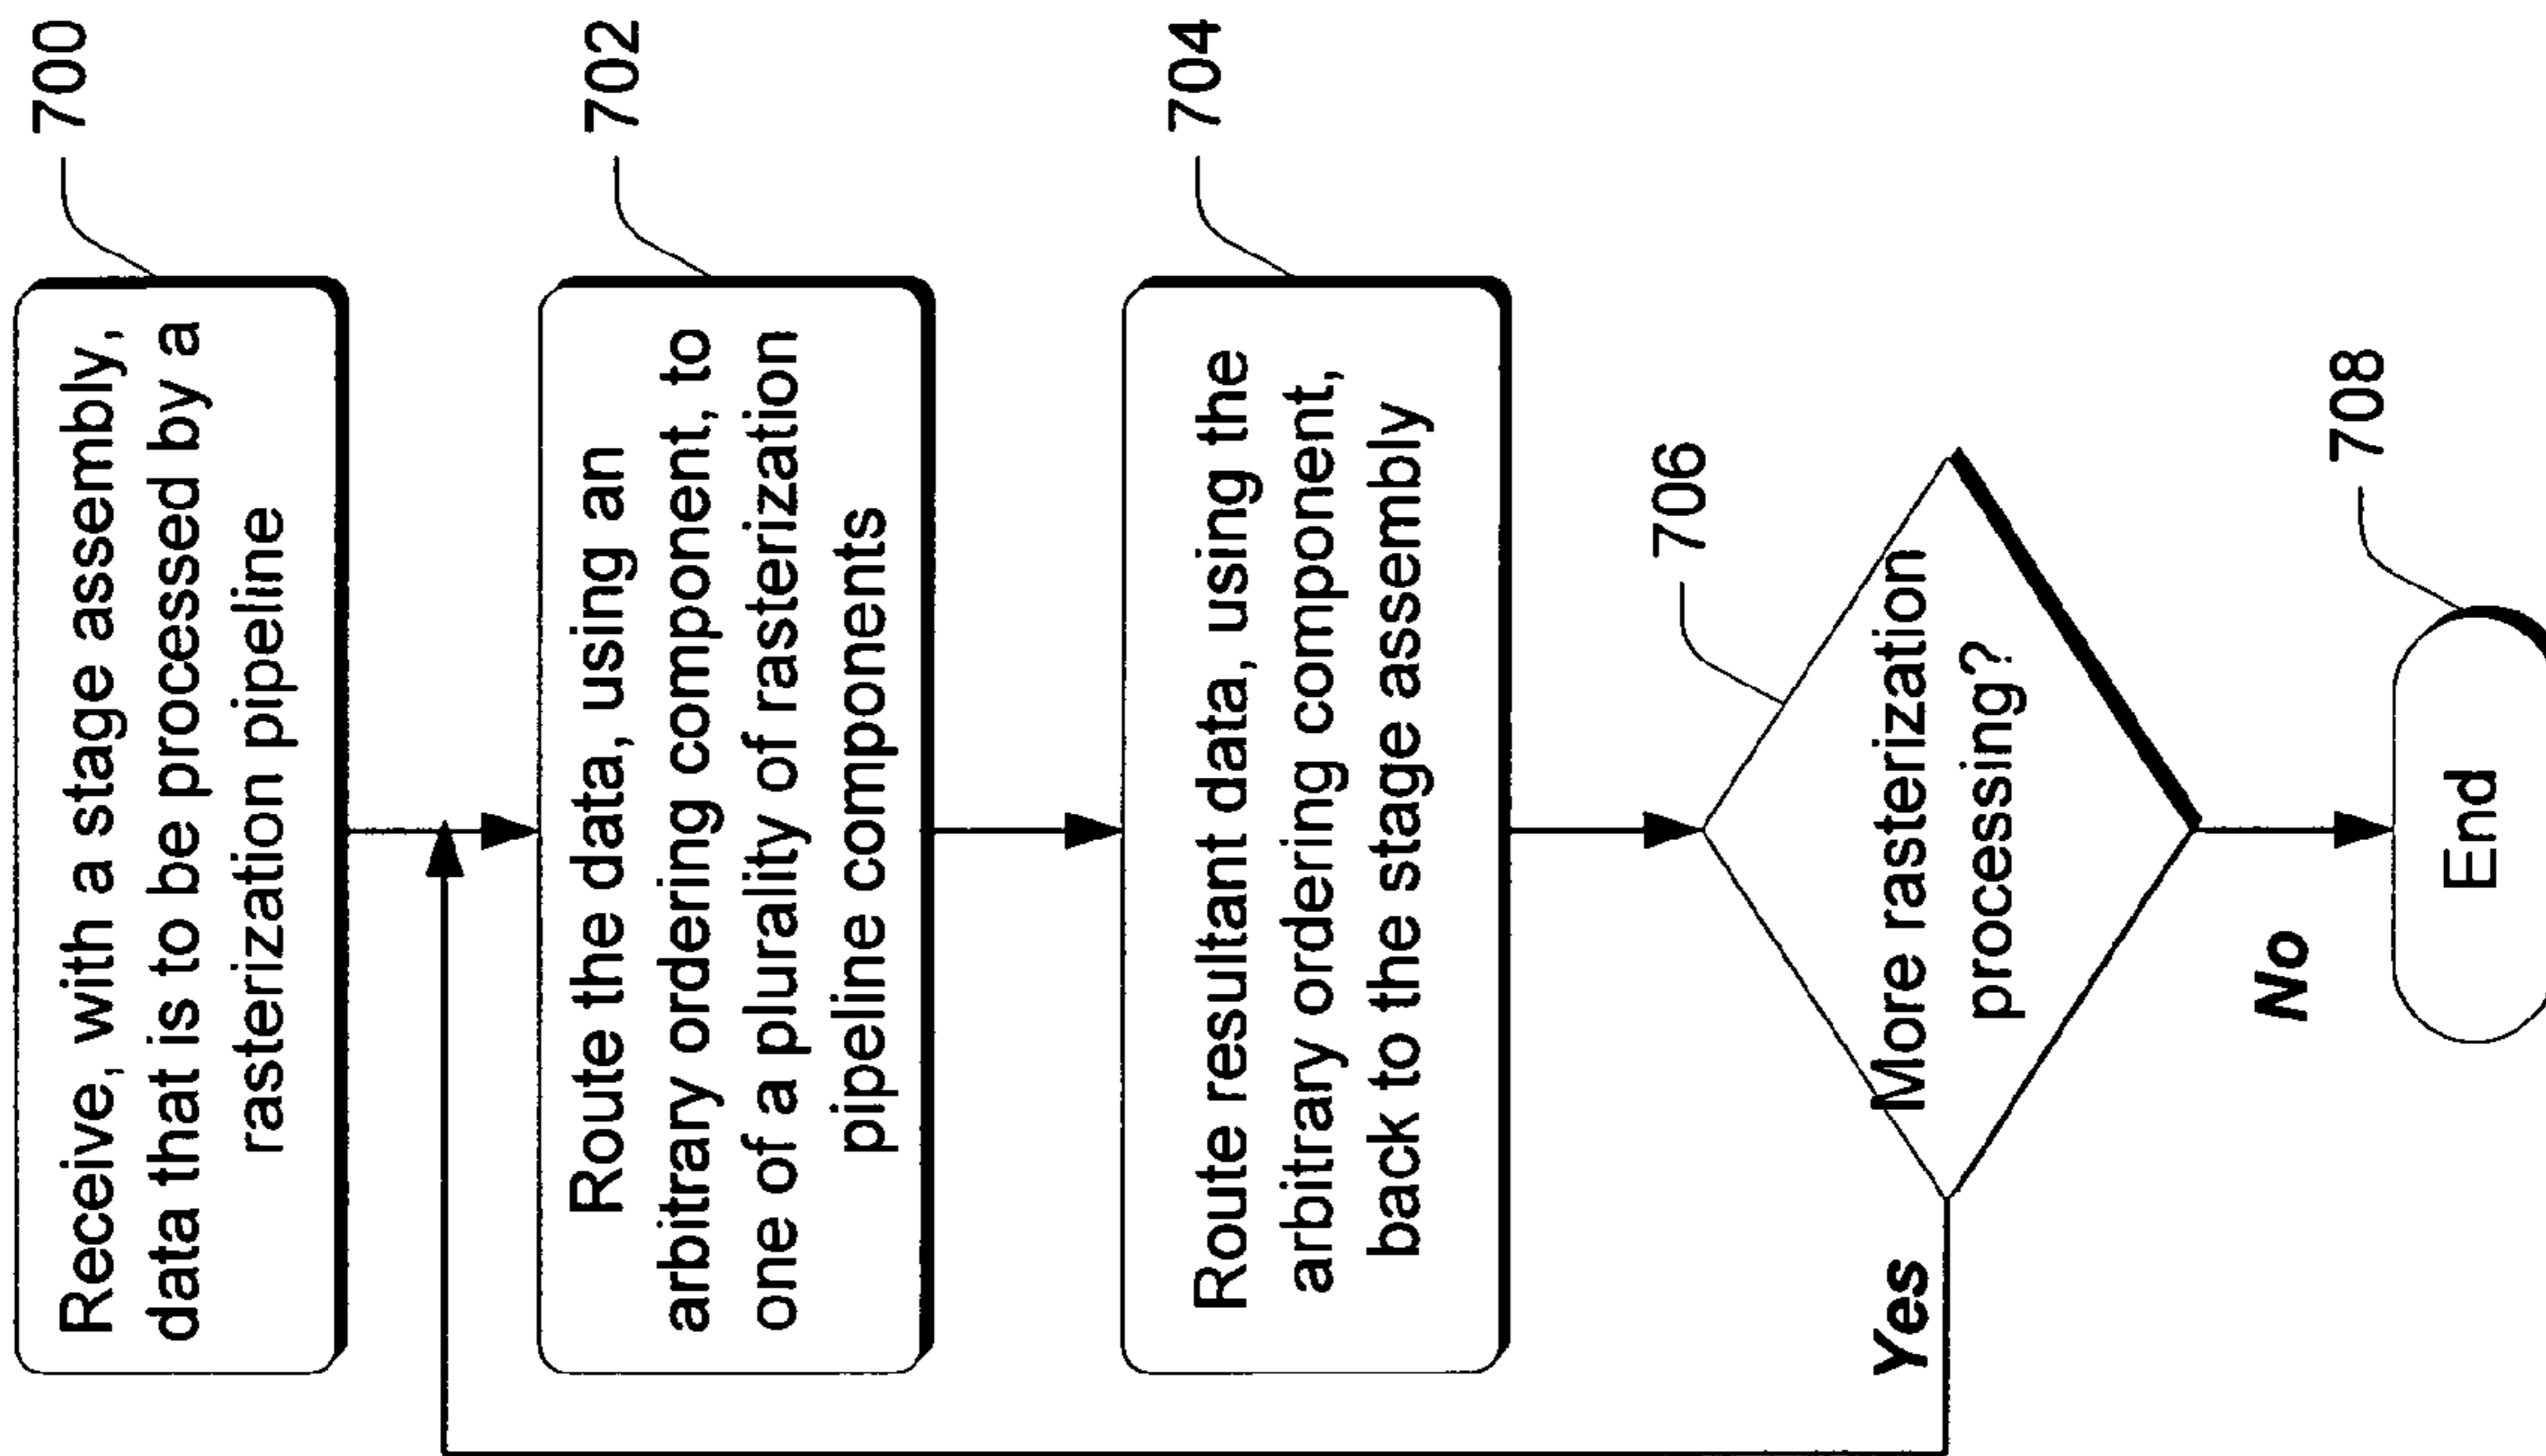 700
Receive, with a stage assembly,
data that is to be processed by a
rasterization pipeline
702
Route the data, using an
arbitrary ordering component, to
one of a plurality of rasterization
pipeline components
704
Route resultant data, using the
arbitrary ordering component,
back to the stage assembly
706
More rasterization
processing?
Yes
No
708
End